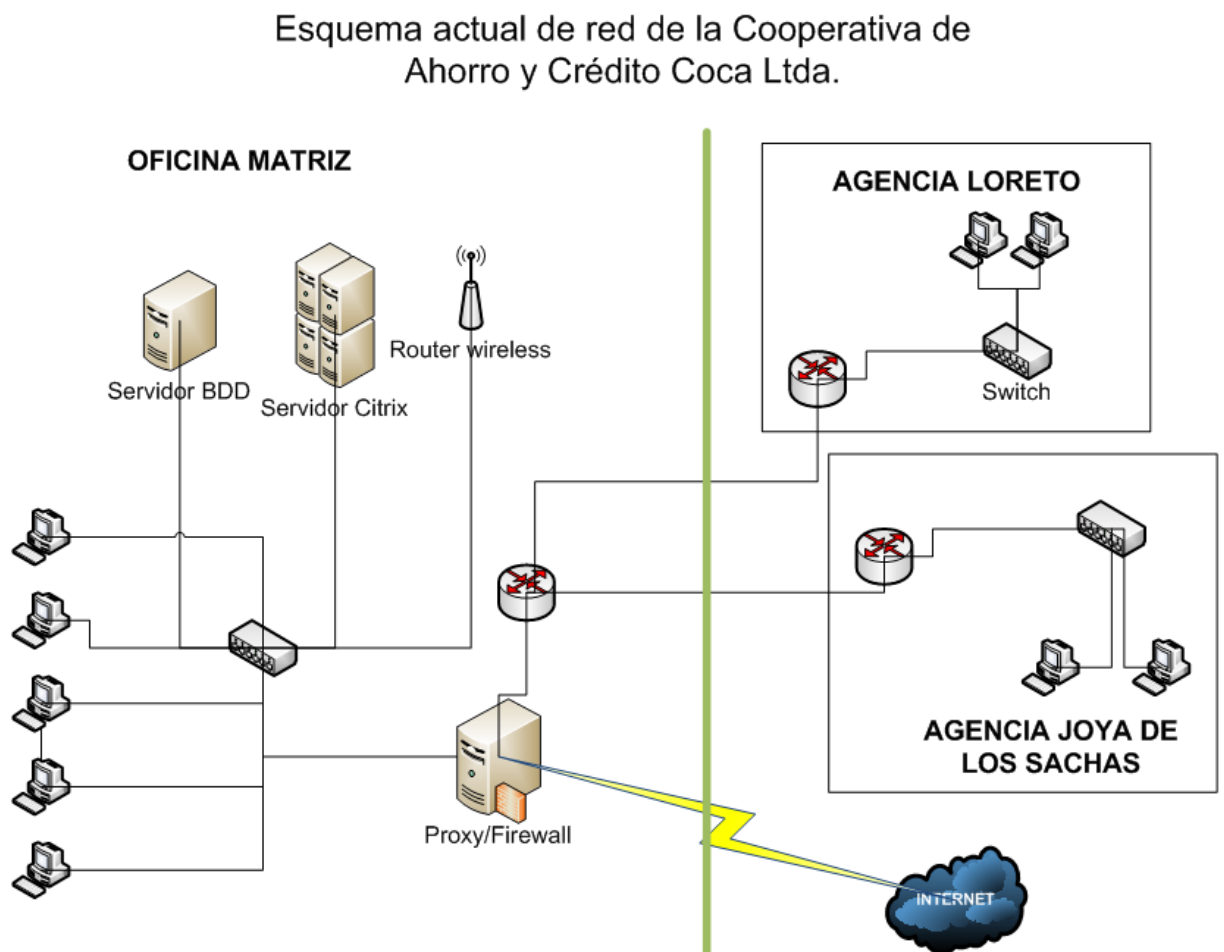 Esquema actual de red de la Cooperativa de
Ahorro y Crédito Coca Ltda.
OFICINA MATRIZ
AGENCIA LORETO
Router wireless
Servidor BDD
Servidor Citrix
Switch
AGENCIA JOYA DE
LOS SACHAS
Proxy/Firewall
INTERNET